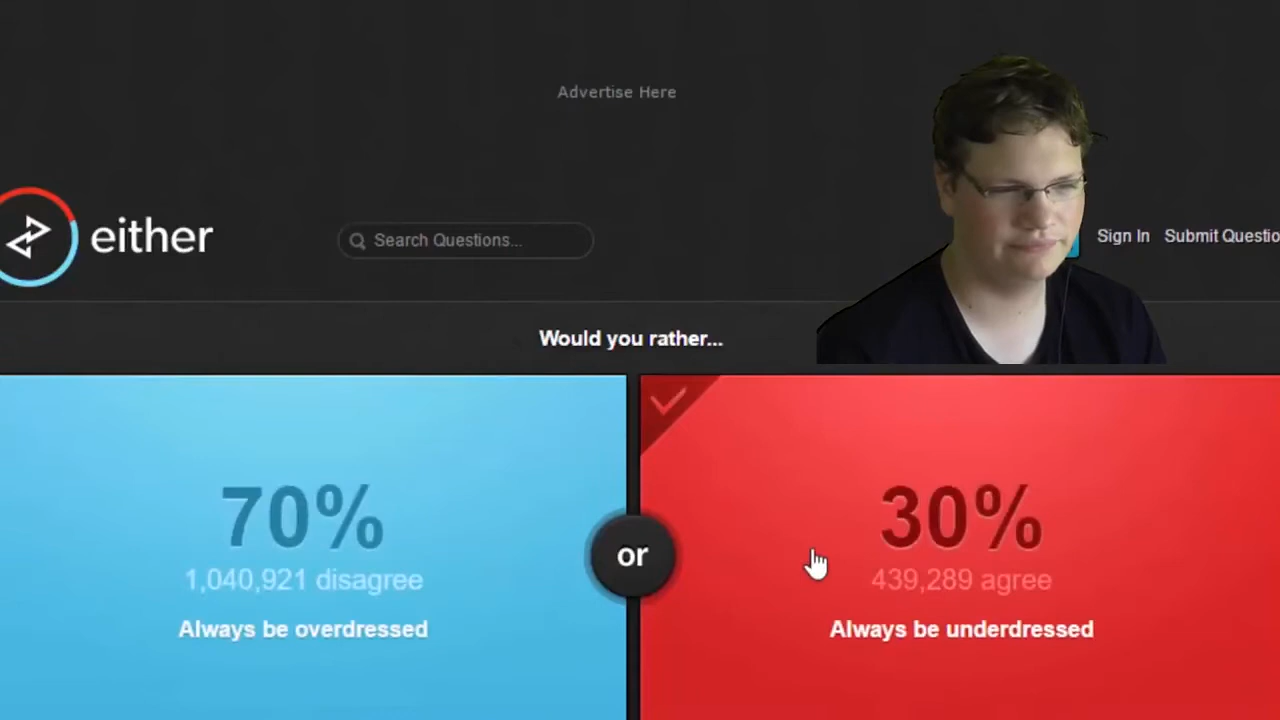 Advertise Here
either
Search Questions...
Sign In
Submit Questio
Would you rather...
70%
1,040,921 disagree
Always be overdressed
or
30%
439,289 agree
Always be underdressed